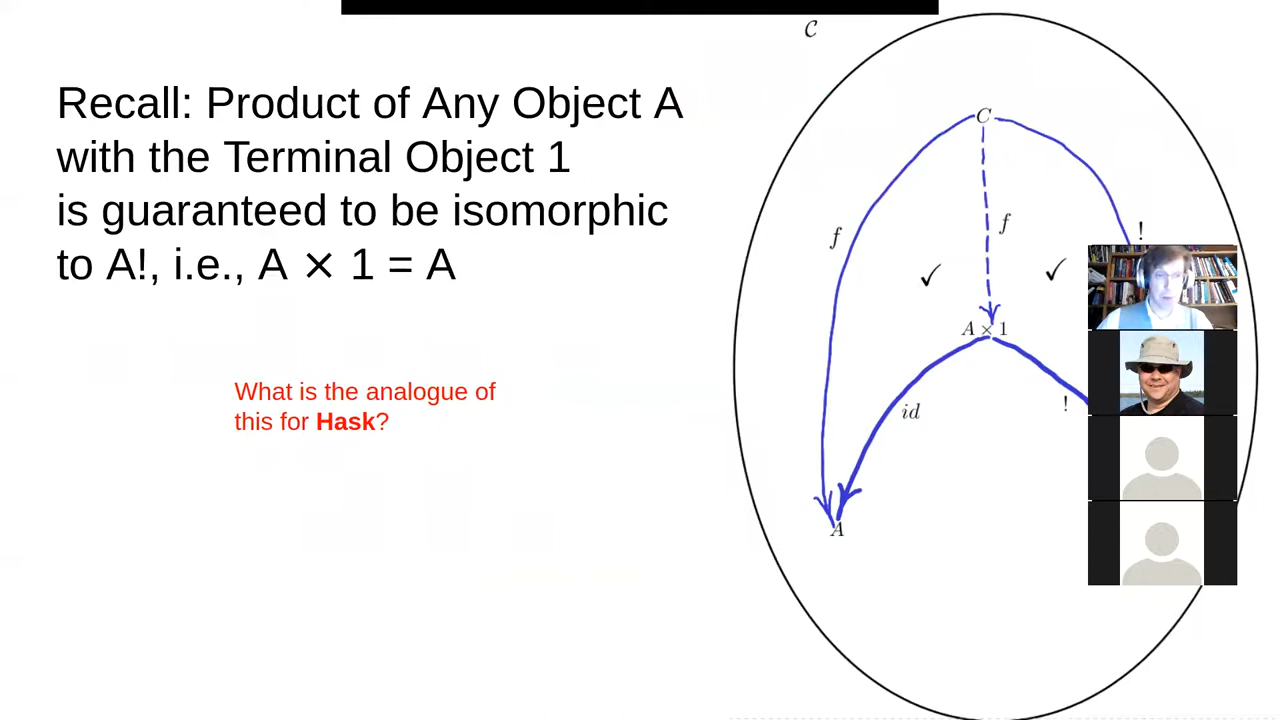 Recall: Product of Any Object A
with the Terminal Object 1
is guaranteed to be isomorphic
to A!, i.e., A × 1 = A
What is the analogue of
this for Hask?
𝒞
C
f
f
!
✓
✓
A × 1
id
!
A